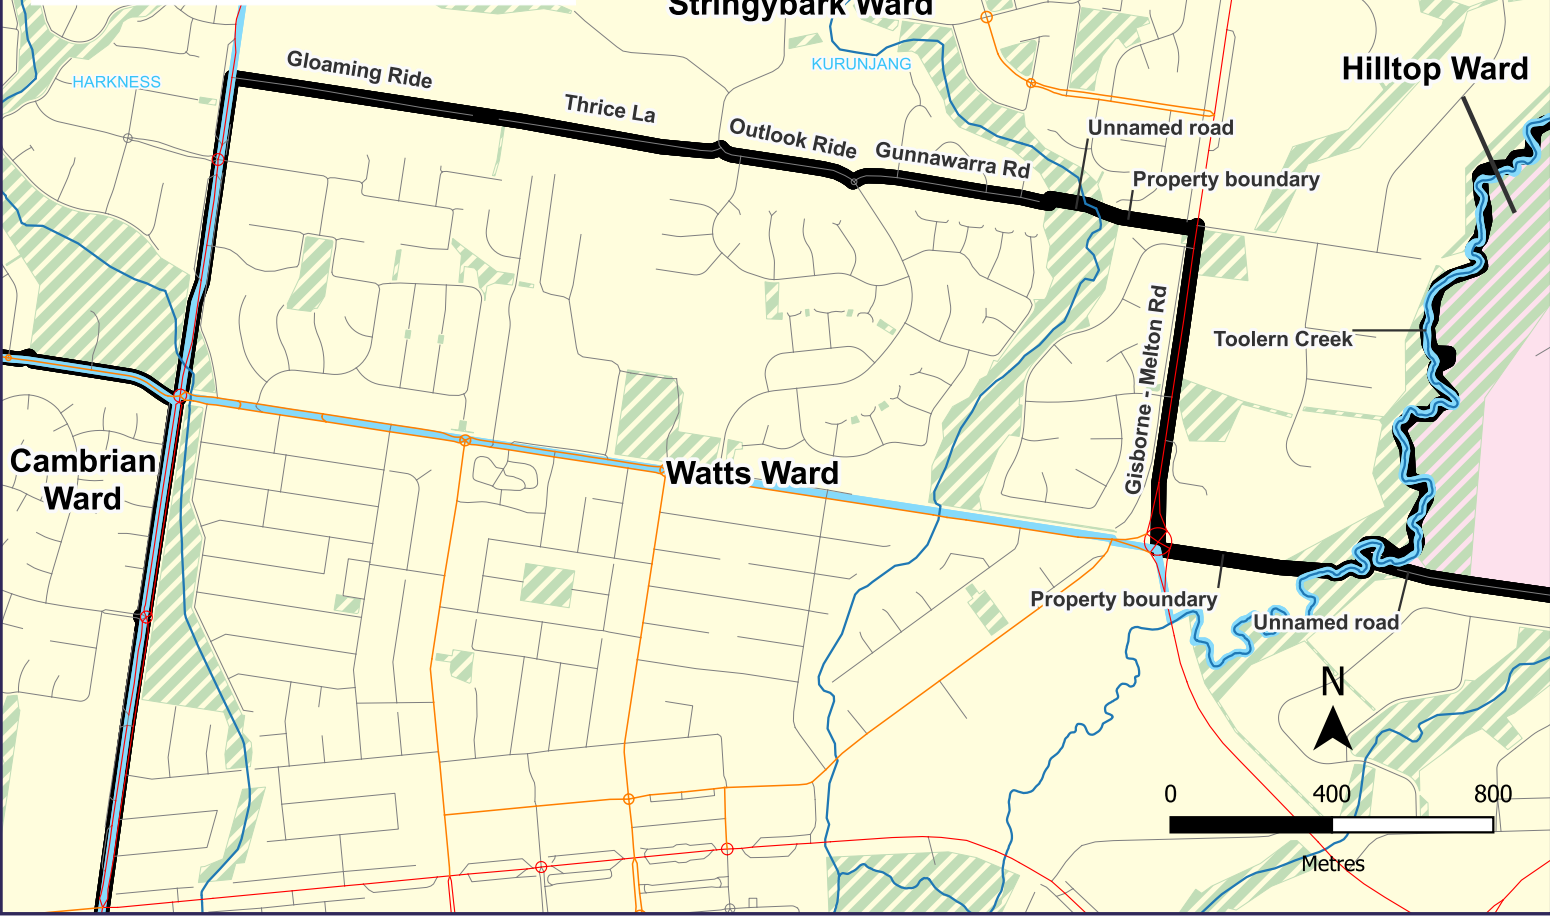 Stringybark Ward
Hilltop Ward
Gloaming Ride
HARKNESS
KURUNJANG
Thrice La
Outlook Ride
Unnamed road
Gunnawarra Rd
Property boundary
Gisborne - Melton Rd
Toolern Creek
Cambrian
Ward
Watts Ward
Property boundary
Unnamed road
N
0 400 800
Metres